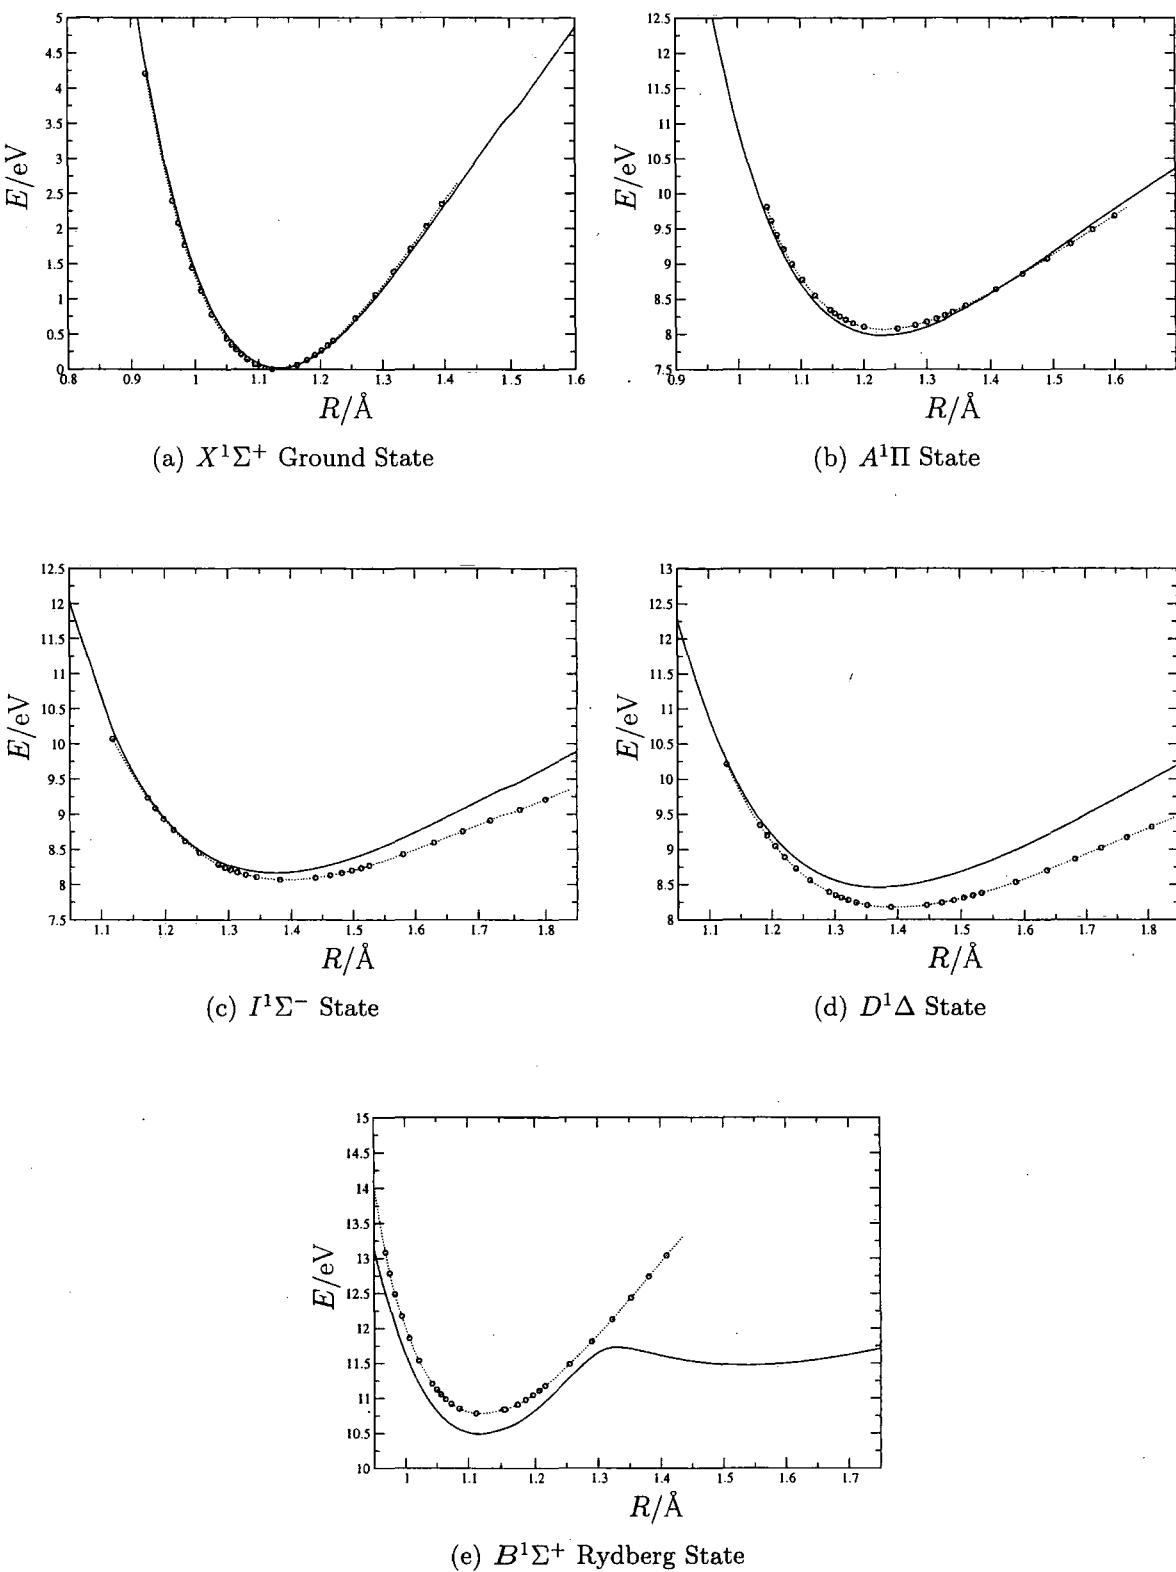 5
4.5
4
3.5
3
2.5
2
1.5
1
0.5
0
E/eV
0.8 0.9 1 1.1 1.2 1.3 1.4 1.5 1.6
R/Å
(a) X¹Σ⁺ Ground State
12.5
12
11.5
11
10.5
10
9.5
9
8.5
8
7.5
E/eV
0.9 1 1.1 1.2 1.3 1.4 1.5 1.6
R/Å
(b) A¹Π State
12.5
12
11.5
11
10.5
10
9.5
9
8.5
8
7.5
E/eV
1.1 1.2 1.3 1.4 1.5 1.6 1.7 1.8
R/Å
(c) I¹Σ⁻ State
13
12.5
12
11.5
11
10.5
10
9.5
9
8.5
8
E/eV
1.1 1.2 1.3 1.4 1.5 1.6 1.7 1.8
R/Å
(d) D¹Δ State
15
14.5
14
13.5
13
12.5
12
11.5
11
10.5
10
E/eV
1 1.1 1.2 1.3 1.4 1.5 1.6 1.7
R/Å
(e) B¹Σ⁺ Rydberg State